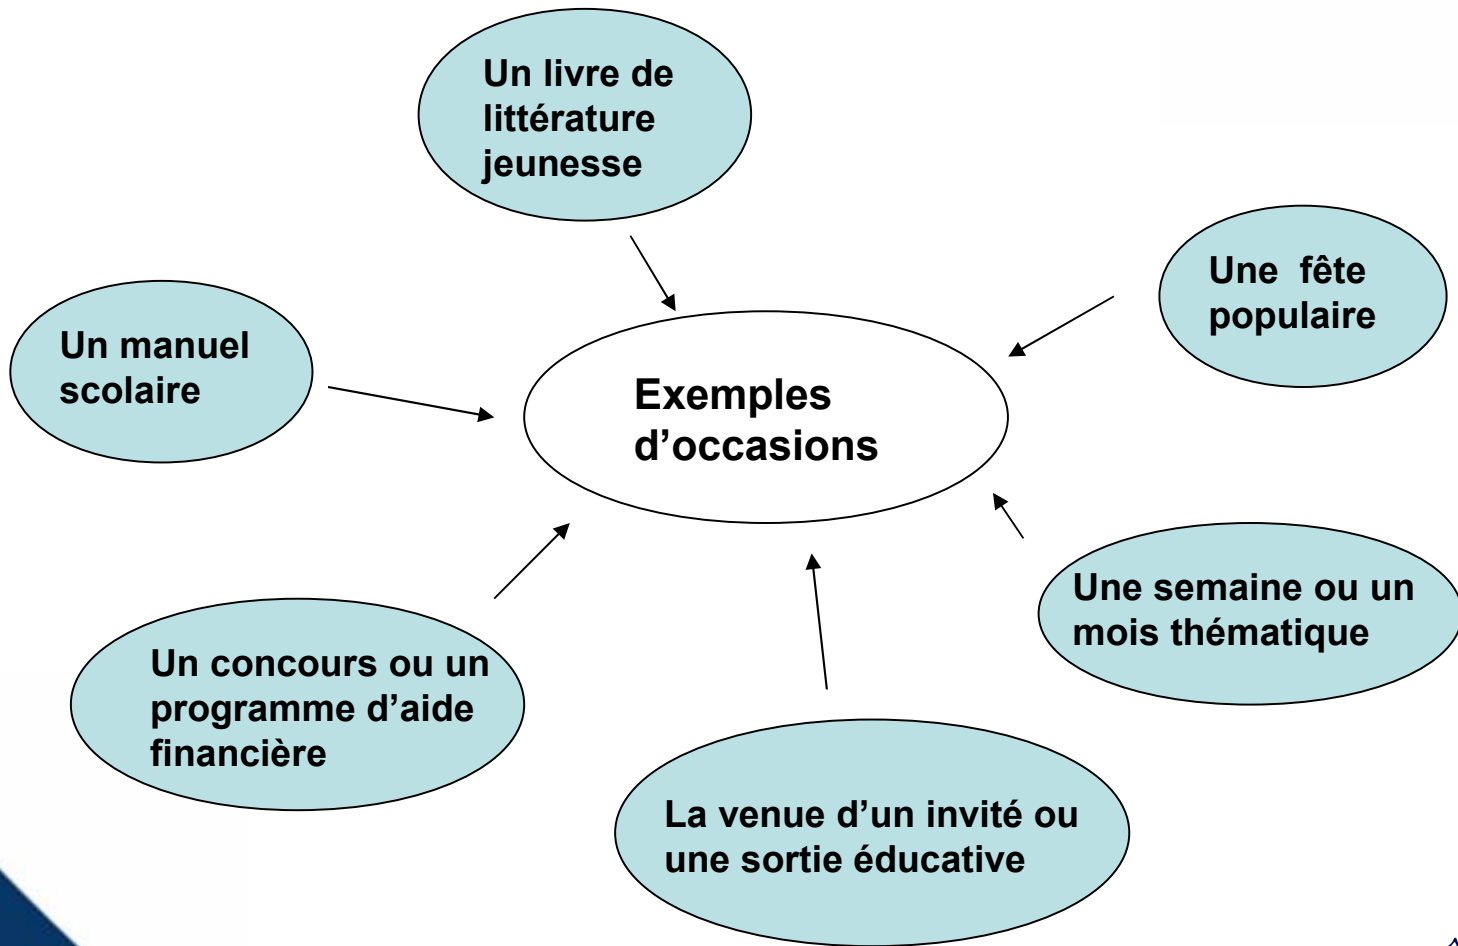 Un livre de
littérature
jeunesse
Une fête
populaire
Un manuel
scolaire
Exemples
d’occasions
Une semaine ou un
mois thématique
Un concours ou un
programme d’aide
financière
La venue d’un invité ou
une sortie éducative